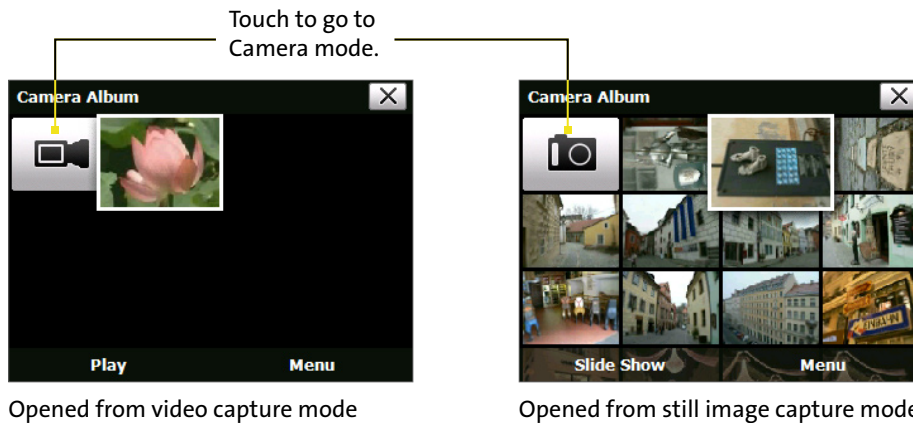 Touch to go to
Camera mode.
Camera Album
Camera Album
Play
Menu
Slide Show
Menu
Opened from video capture mode
Opened from still image capture mode